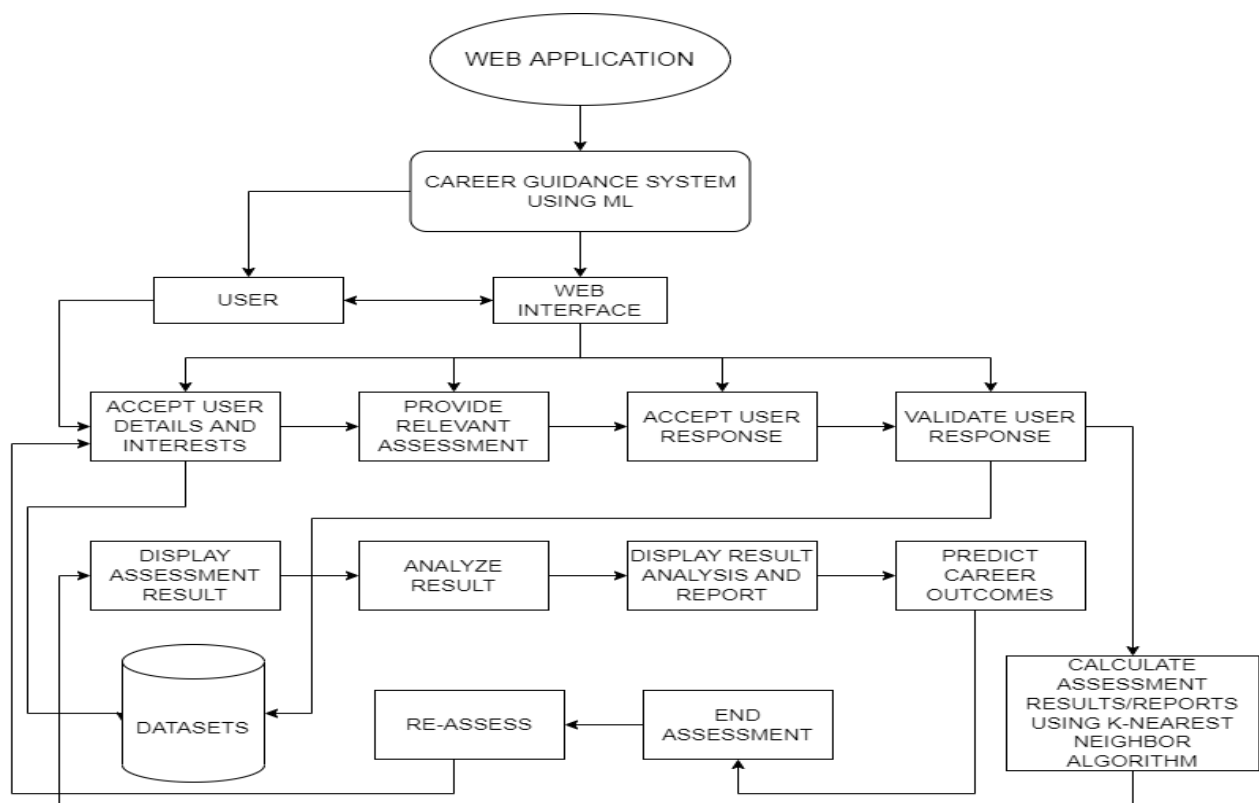 WEB APPLICATION
CAREER GUIDANCE SYSTEM
USING ML
USER
WEB
INTERFACE
ACCEPT USER
DETAILS AND
INTERESTS
PROVIDE
RELEVANT
ASSESSMENT
ACCEPT USER
RESPONSE
VALIDATE USER
RESPONSE
DISPLAY
ASSESSMENT
RESULT
ANALYZE
RESULT
DISPLAY RESULT
ANALYSIS AND
REPORT
PREDICT
CAREER
OUTCOMES
DATASETS
RE-ASSESS
END
ASSESSMENT
CALCULATE
ASSESSMENT
RESULTS/REPORTS
USING K-NEAREST
NEIGHBOR
ALGORITHM